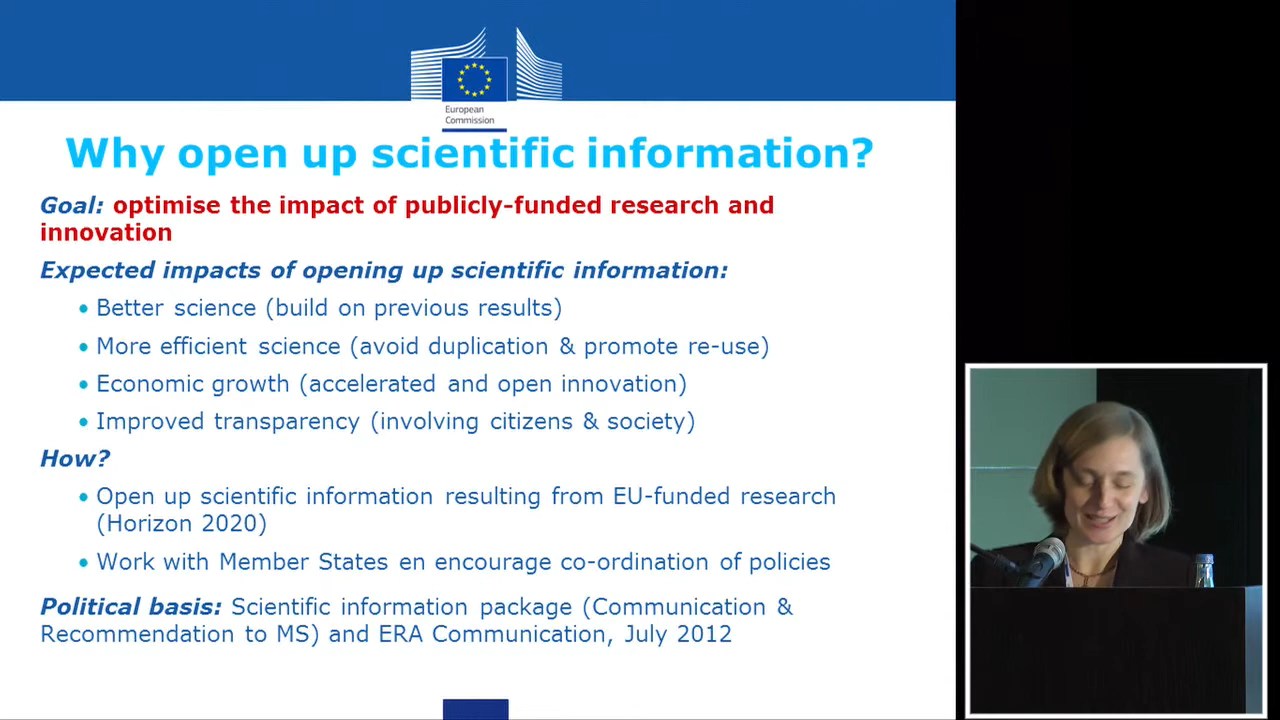 European
Commission
Why open up scientific information?
Goal: optimise the impact of publicly-funded research and
innovation
Expected impacts of opening up scientific information:
• Better science (build on previous results)
• More efficient science (avoid duplication & promote re-use)
• Economic growth (accelerated and open innovation)
• Improved transparency (involving citizens & society)
How?
• Open up scientific information resulting from EU-funded research
(Horizon 2020)
• Work with Member States en encourage co-ordination of policies
Political basis: Scientific information package (Communication &
Recommendation to MS) and ERA Communication, July 2012